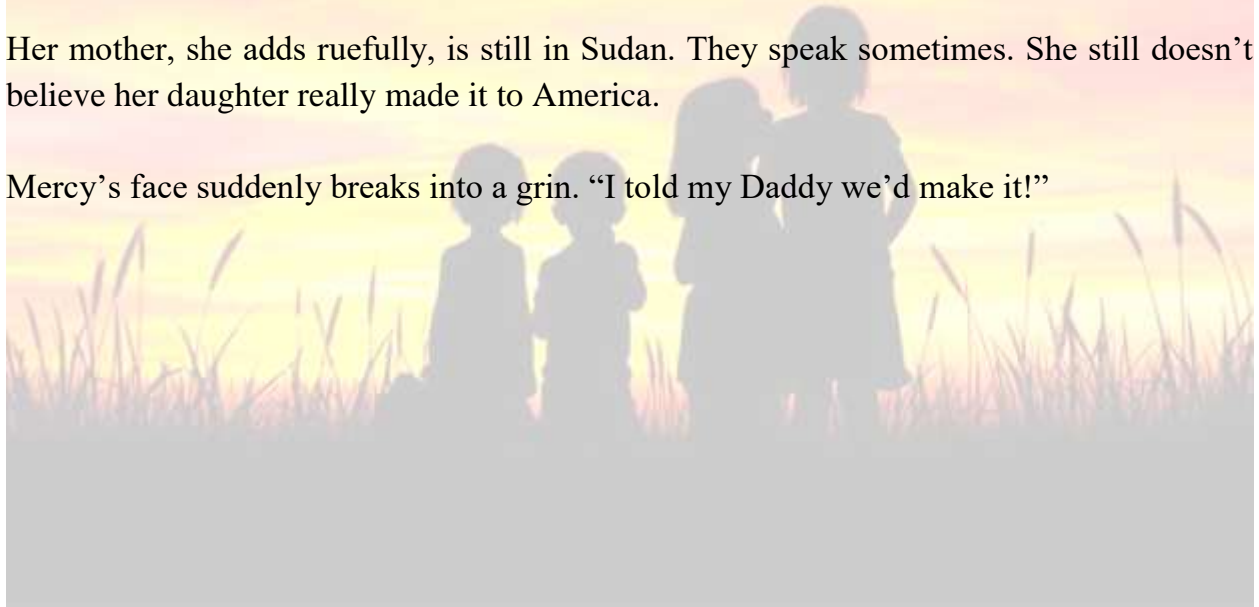 Her mother, she adds ruefully, is still in Sudan. They speak sometimes. She still doesn’t
believe her daughter really made it to America.
Mercy’s face suddenly breaks into a grin. “I told my Daddy we’d make it!”